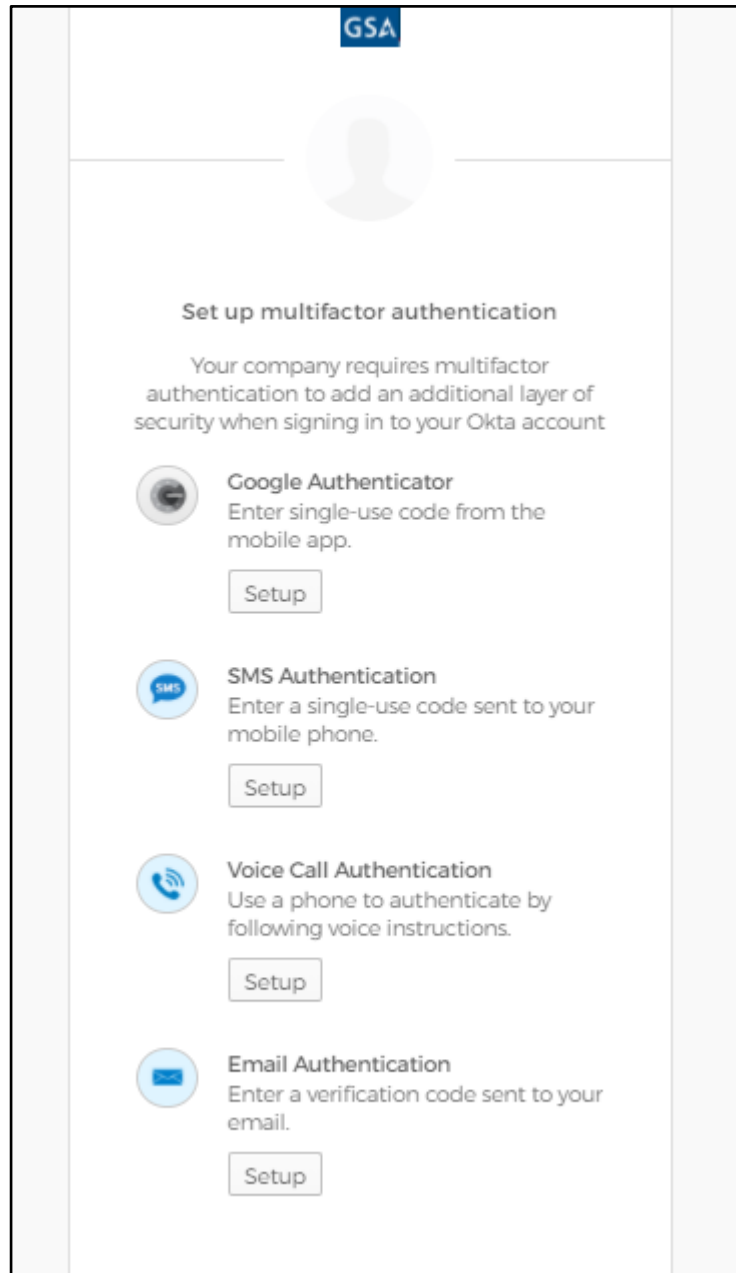 GSA
Set up multifactor authentication
Your company requires multifactor
authentication to add an additional layer of
security when signing in to your Okta account
Google Authenticator
Enter single-use code from the
mobile app.
Setup
SMS
SMS Authentication
Enter a single-use code sent to your
mobile phone.
Setup
Voice Call Authentication
Use a phone to authenticate by
following voice instructions.
Setup
Email Authentication
Enter a verification code sent to your
email.
Setup